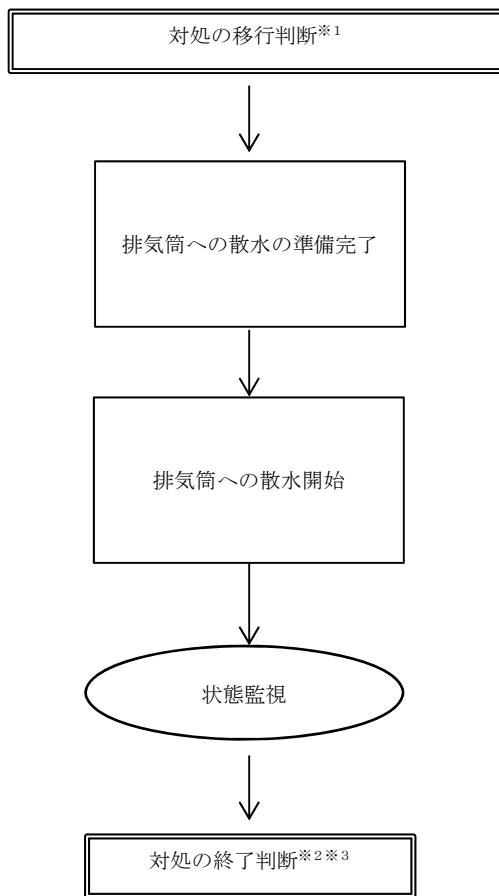 対処の移行判断※1
排気筒への散水の準備完了
排気筒への散水開始
状態監視
対処の終了判断※2※3